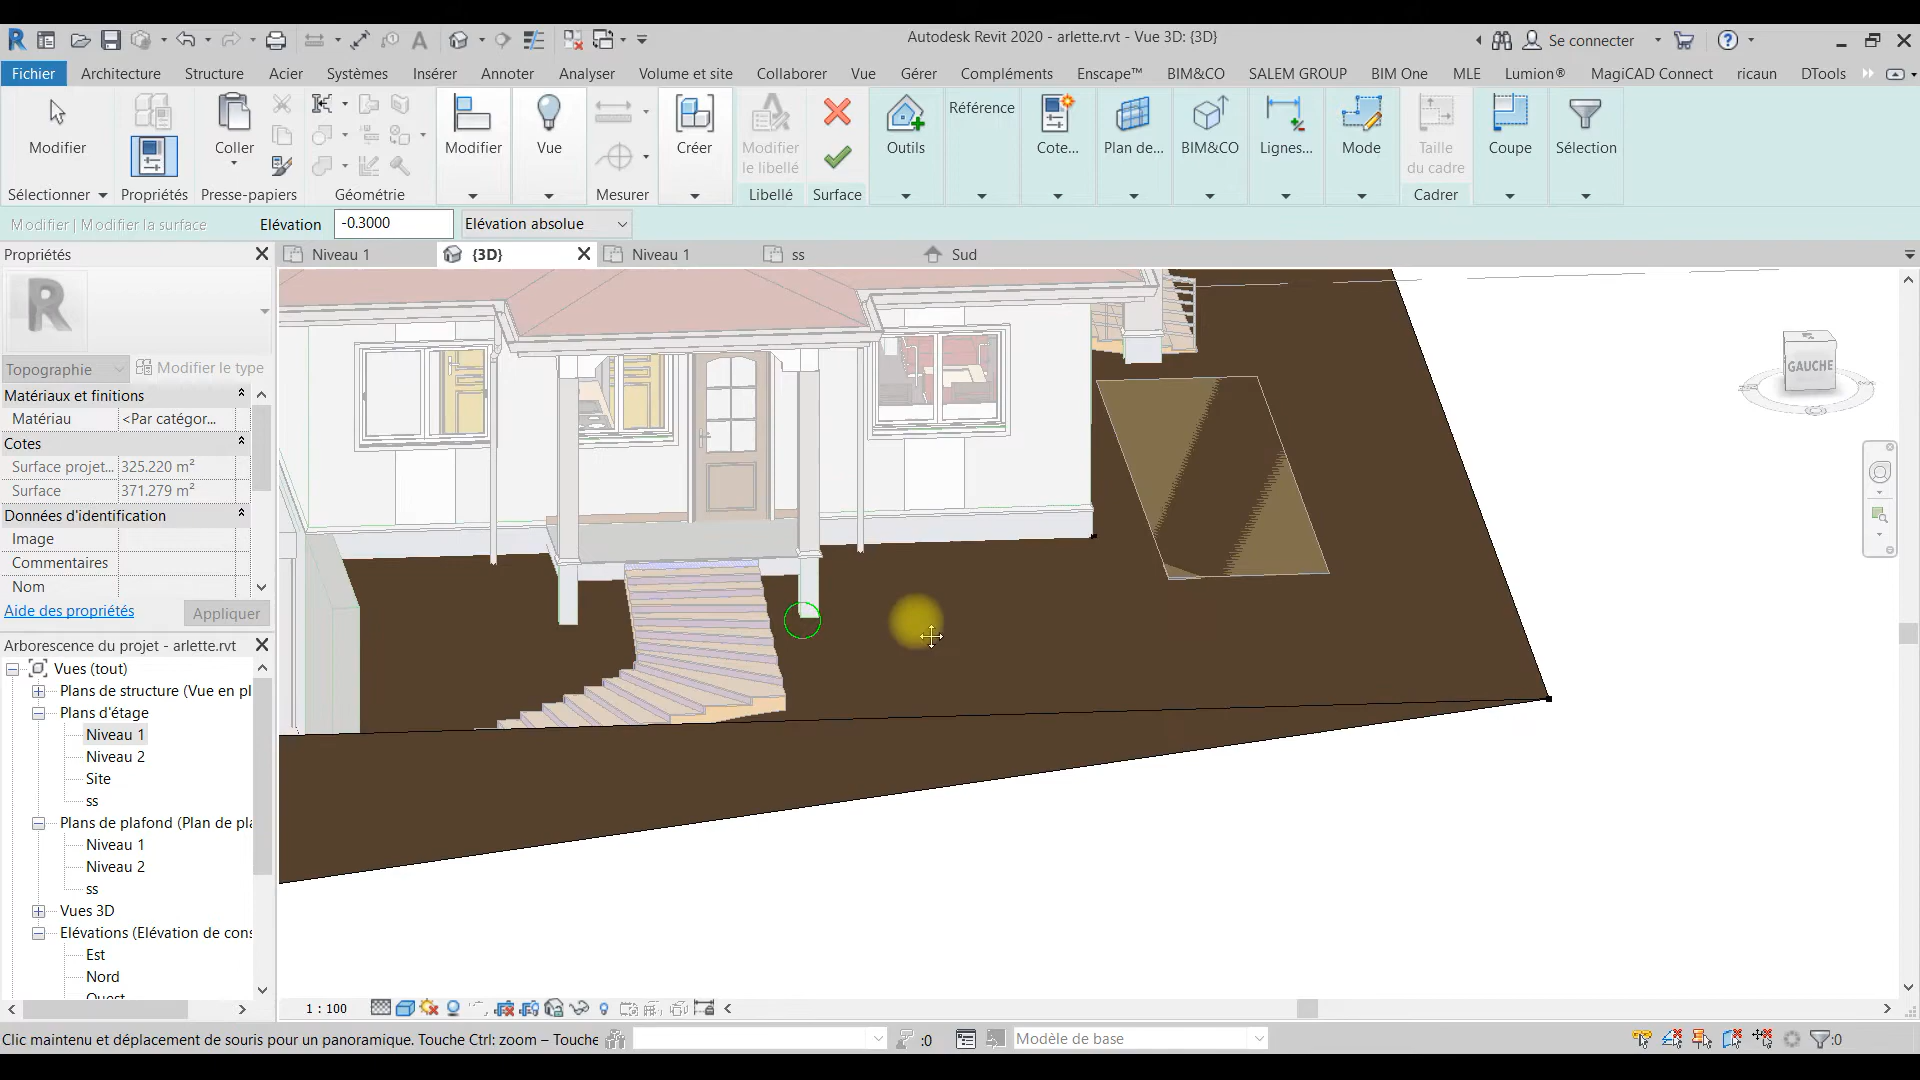 Autodesk Revit 2020 - arlette.rvt - Vue 3D: {3D}
Se connecter
Fichier Architecture Structure Acier Systèmes Insérer Annoter Analyser Volume et site Collaborer Vue Gérer Compléments Enscape™ BIM&CO SALEM GROUP BIM One MLE Lumion® MagiCAD Connect ricaun DTools
Modifier Coller Modifier Vue Créer Modifier le libellé Outils Référence Cote... Plan de... BIM&CO Lignes... Mode Taille du cadre Coupe Sélection
Sélectionner Propriétés Presse-papiers Géométrie Mesurer Libellé Surface Cadrer
Modifier | Modifier la surface Elévation -0.3000 Elévation absolue
Propriétés
Niveau 1 {3D} Niveau 1 ss Sud
R
Topographie Modifier le type
Matériaux et finitions
Matériau <Par catégor...
Cotes
Surface projet... 325.220 m²
Surface 371.279 m²
Données d'identification
Image
Commentaires
Nom
Aide des propriétés Appliquer
GAUCHE
Arborescence du projet - arlette.rvt
Vues (tout)
Plans de structure (Vue en pl
Plans d'étage
Niveau 1
Niveau 2
Site
ss
Plans de plafond (Plan de pla
Niveau 1
Niveau 2
ss
Vues 3D
Elévations (Elévation de cons
Est
Nord
Ouest
1 : 100
Clic maintenu et déplacement de souris pour un panoramique. Touche Ctrl: zoom – Touche
:0
Modèle de base
:0